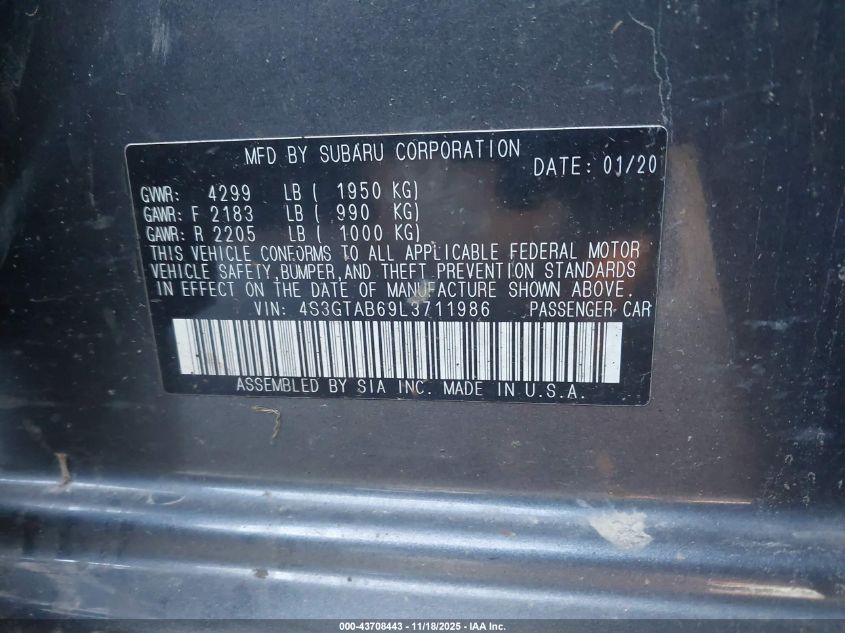 MFD BY SUBARU CORPORATION
DATE: 01/20
GVWR: 4299 LB ( 1950 KG)
GAWR: F 2183 LB ( 990 KG)
GAWR: R 2205 LB ( 1000 KG)
THIS VEHICLE CONFORMS TO ALL APPLICABLE FEDERAL MOTOR
VEHICLE SAFETY, BUMPER, AND THEFT PREVENTION STANDARDS
IN EFFECT ON THE DATE OF MANUFACTURE SHOWN ABOVE.
VIN: 4S3GTAB69L3711986 PASSENGER CAR
ASSEMBLED BY SIA INC. MADE IN U.S.A.
000-43708443 - 11/18/2025 - IAA Inc.